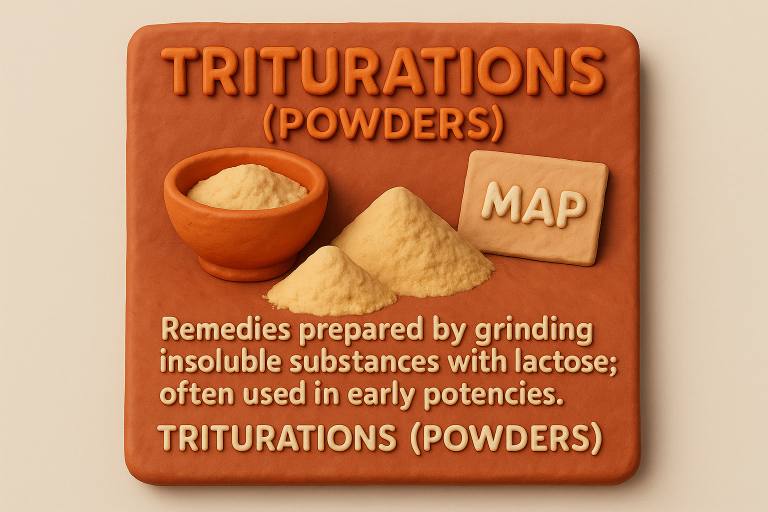 TRITURATIONS
(POWDERS)
MAP
Remedies prepared by grinding
insoluble substances with lactose;
often used in early potencies.
TRITURATIONS (POWDERS)